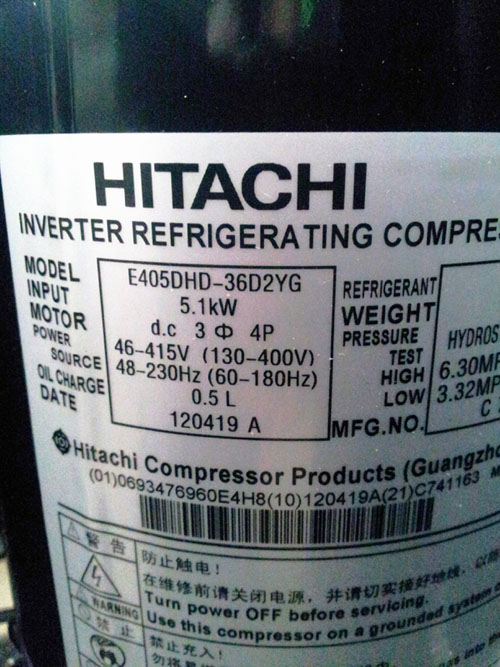 HITACHI
INVERTER REFRIGERATING COMPRE
MODEL E405DHD-36D2YG
INPUT 5.1kW
MOTOR d.c 3 Φ 4P
POWER SOURCE 46-415V (130-400V)
48-230Hz (60-180Hz)
OIL CHARGE 0.5 L
DATE 120419 A
REFRIGERANT
WEIGHT
PRESSURE HYDROS
TEST
HIGH 6.30MP
LOW 3.32MP
MFG.NO. C
Hitachi Compressor Products (Guangzho
(01)0693476960E4H8(10)120419A(21)C741163
警告 防止触电!
在维修前请关闭电源，并请切实接好地线。
WARNING Turn power OFF before servicing.
Use this compressor on a grounded system o
禁止 禁止充入!
勿将
into